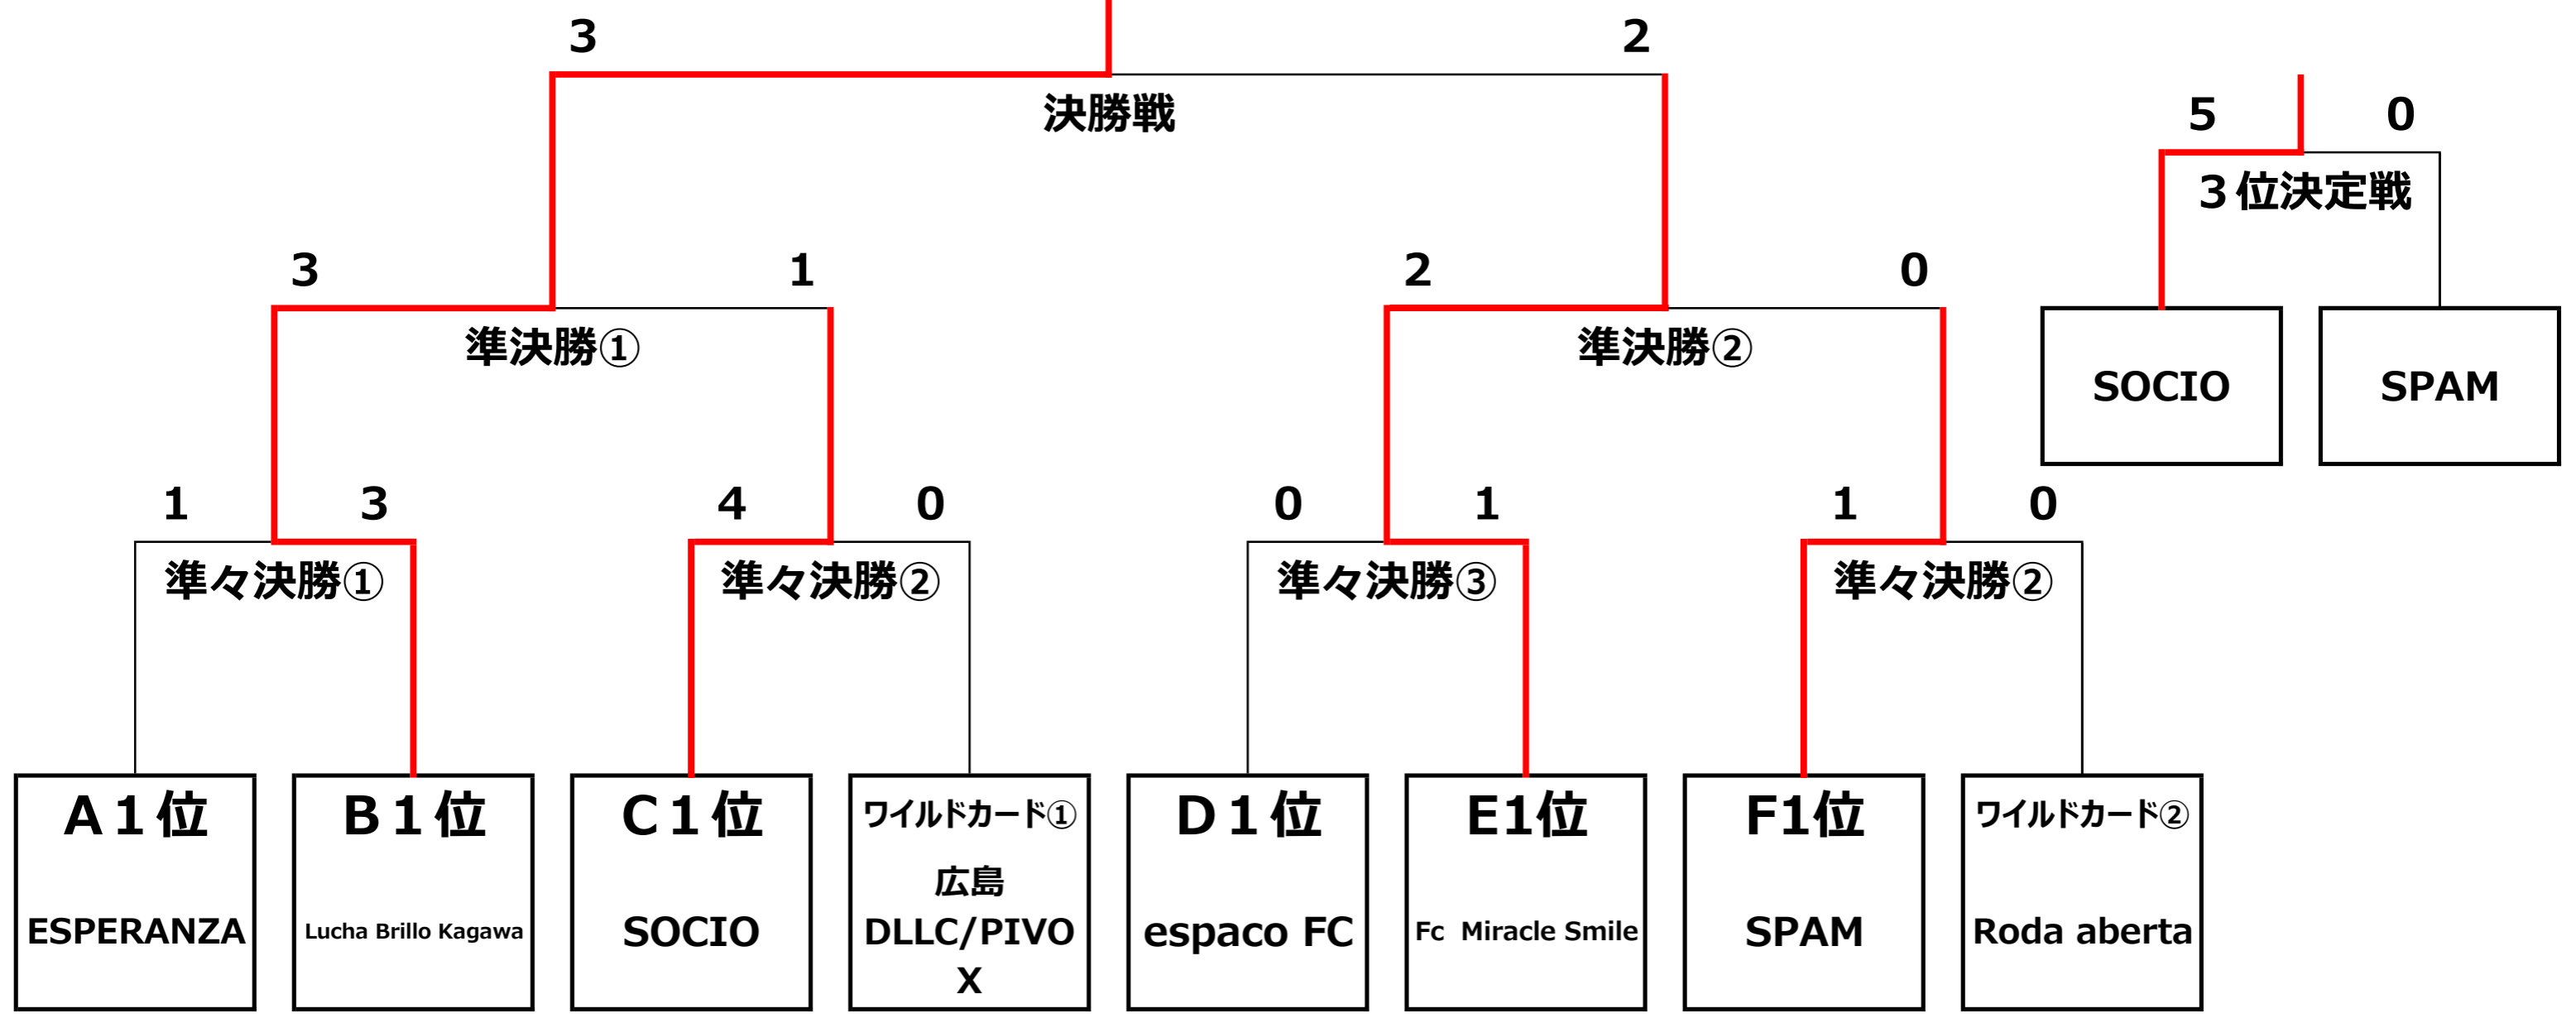 3 2
決勝戦
5 0
３位決定戦
3 1 2 0
準決勝① 準決勝②
SOCIO SPAM
1 3 4 0 0 1 1 0
準々決勝① 準々決勝② 準々決勝③ 準々決勝②
A１位 B１位 C１位 ワイルドカード① D１位 E1位 F1位 ワイルドカード②
広島
ESPERANZA Lucha Brillo Kagawa SOCIO DLLC/PIVO espaco FC Fc Miracle Smile SPAM Roda aberta
X